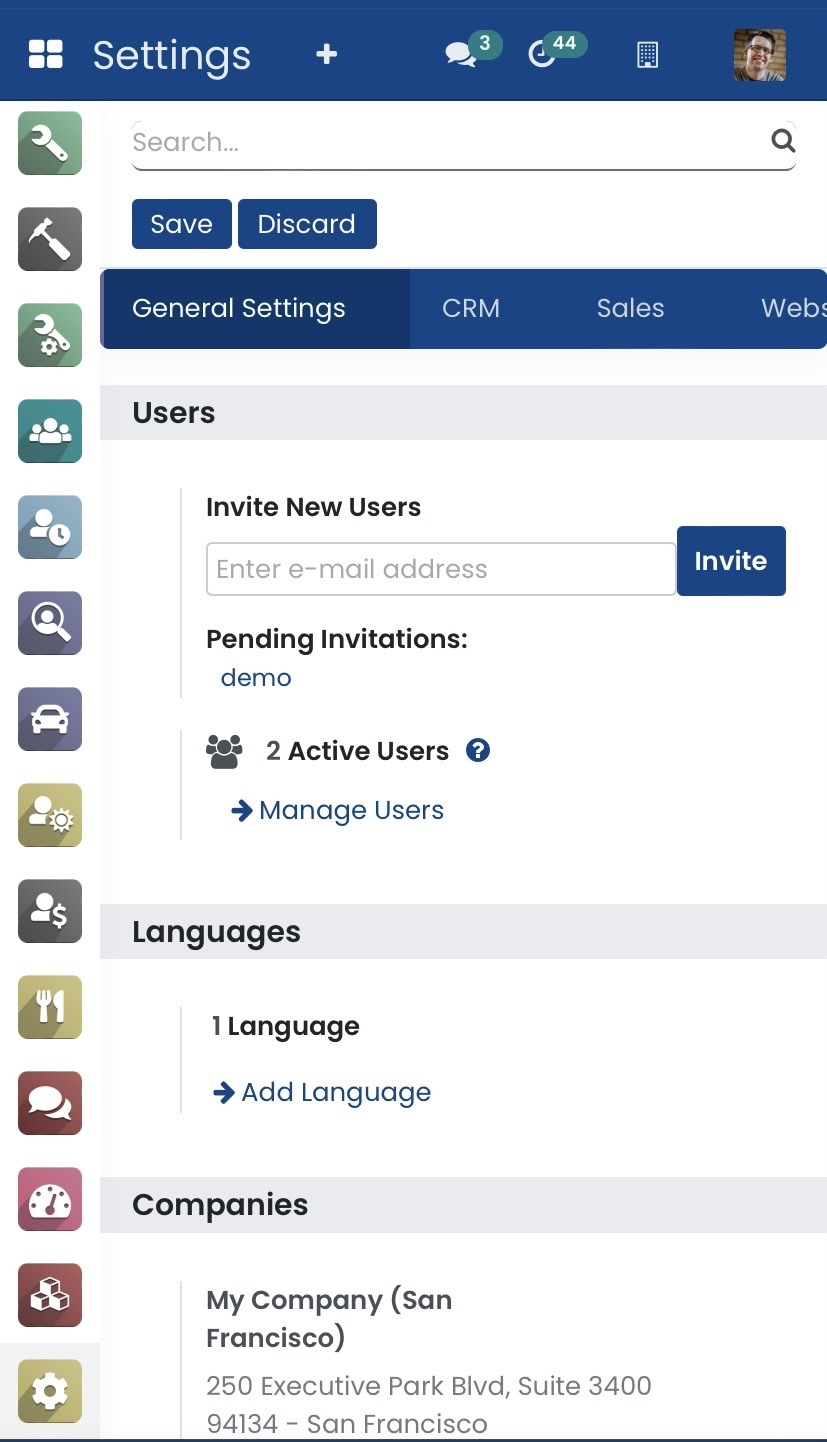 Settings
3
44
Search...
Save
Discard
General Settings
CRM
Sales
Webs
Users
Invite New Users
Enter e-mail address
Invite
Pending Invitations:
demo
2 Active Users
Manage Users
Languages
1 Language
Add Language
Companies
My Company (San
Francisco)
250 Executive Park Blvd, Suite 3400
94134 - San Francisco